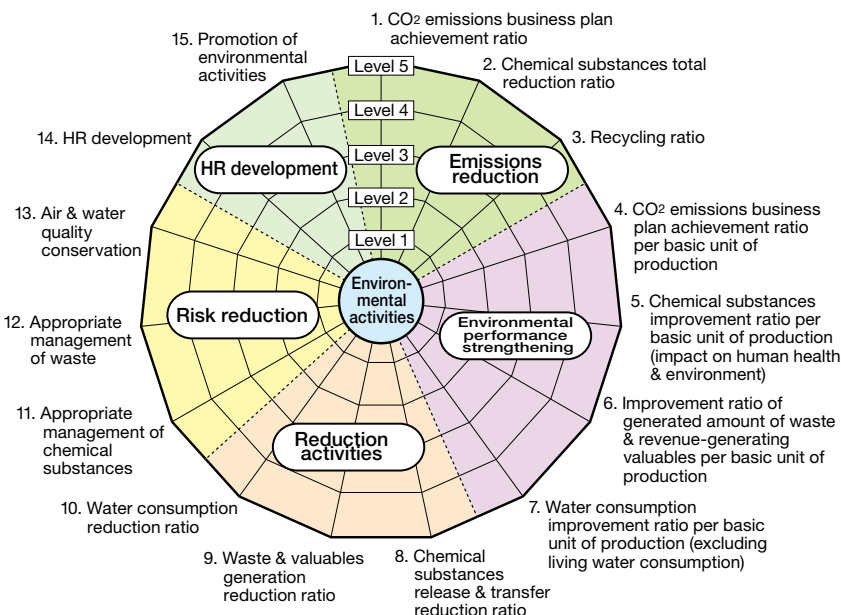 1. CO2 emissions business plan
achievement ratio
15. Promotion of
environmental
activities
Level 5
2. Chemical substances total
reduction ratio
Level 4
14. HR development
3. Recycling ratio
Level 3
HR development
Emissions
reduction
Level 2
13. Air & water
quality
conservation
4. CO2 emissions business
plan achievement ratio
per basic unit of
production
Level 1
Environ-
mental
activities
Risk reduction
Environmental
performance
strengthening
12. Appropriate
management
of waste
5. Chemical substances
improvement ratio per
basic unit of production
(impact on human health
& environment)
11. Appropriate
management of
chemical
substances
6. Improvement ratio of
generated amount of waste
& revenue-generating
valuables per basic unit of
production
Reduction
activities
10. Water consumption
reduction ratio
7. Water consumption
improvement ratio per basic
unit of production (excluding
living water consumption)
9. Waste & valuables
generation
reduction ratio
8. Chemical
substances
release & transfer
reduction ratio